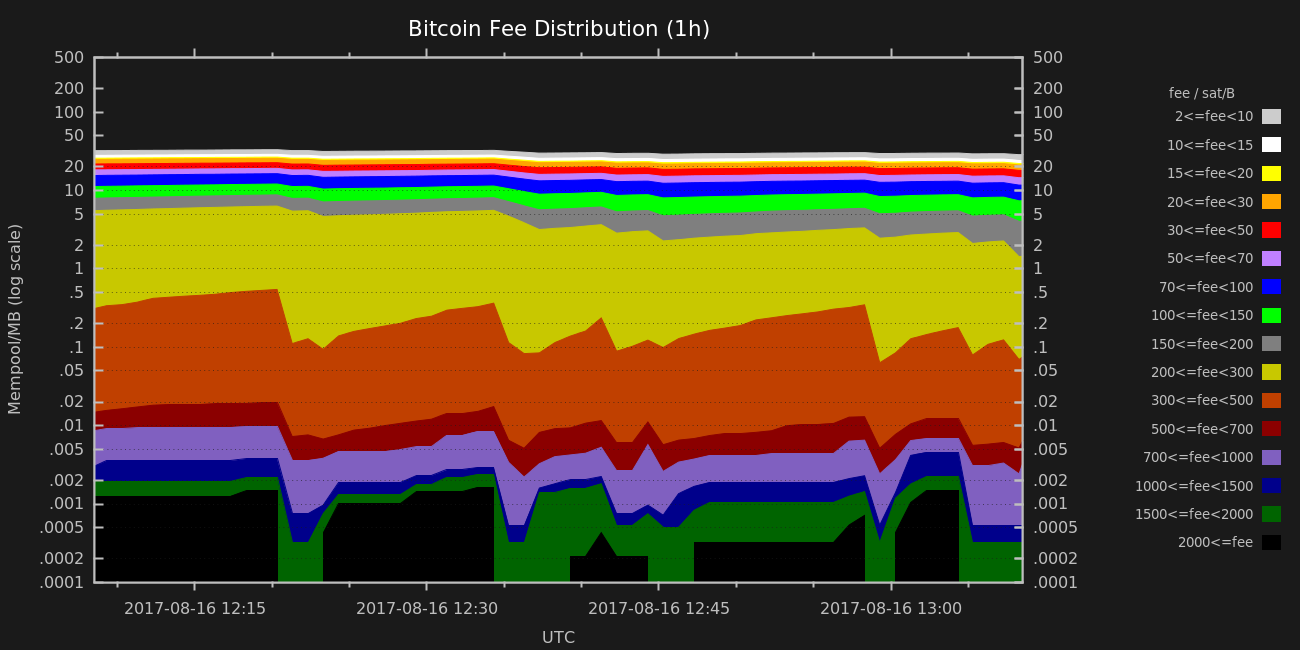 Bitcoin Fee Distribution (1h)
500 500
200 200
100 100
50 50
20 20
10 10
5 5
2 2
1 1
.5 .5
.2 .2
.1 .1
.05 .05
.02 .02
.01 .01
.005 .005
.002 .002
.001 .001
.0005 .0005
.0002 .0002
.0001 .0001
Mempool/MB (log scale)
2017-08-16 12:15 2017-08-16 12:30 2017-08-16 12:45 2017-08-16 13:00
UTC
fee / sat/B
2<=fee<10
10<=fee<15
15<=fee<20
20<=fee<30
30<=fee<50
50<=fee<70
70<=fee<100
100<=fee<150
150<=fee<200
200<=fee<300
300<=fee<500
500<=fee<700
700<=fee<1000
1000<=fee<1500
1500<=fee<2000
2000<=fee